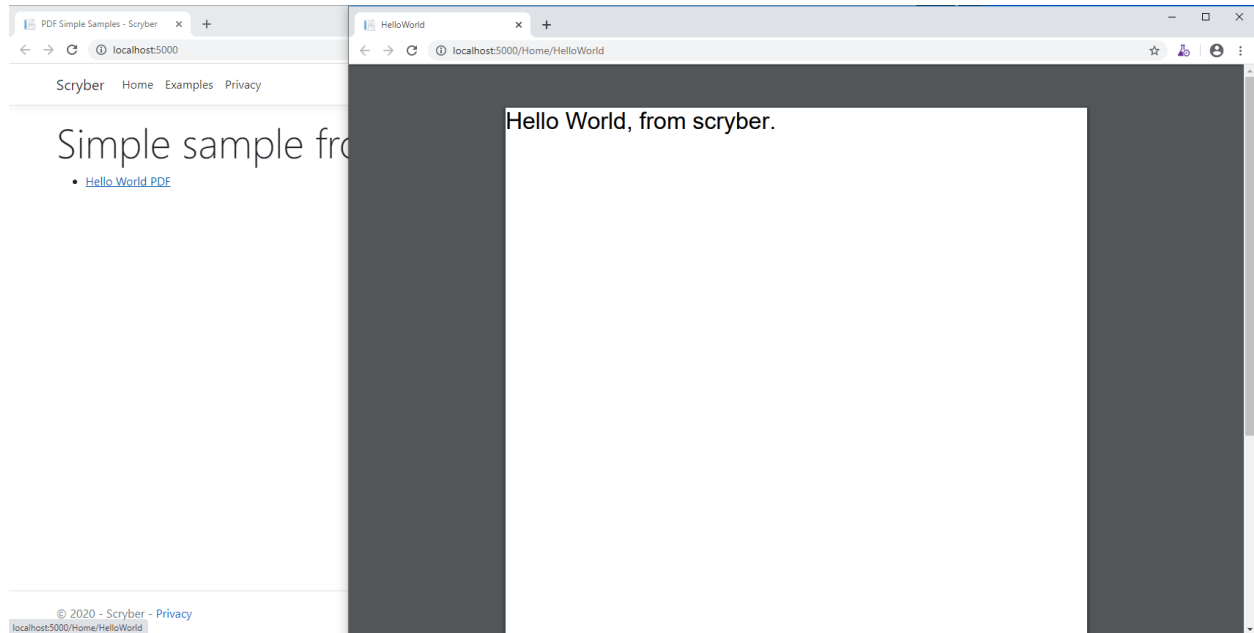 PDF Simple Samples - Scryber
localhost:5000
Scryber Home Examples Privacy
Simple sample fro
Hello World PDF
© 2020 - Scryber - Privacy
localhost:5000/Home/HelloWorld
HelloWorld
localhost:5000/Home/HelloWorld
Hello World, from scryber.